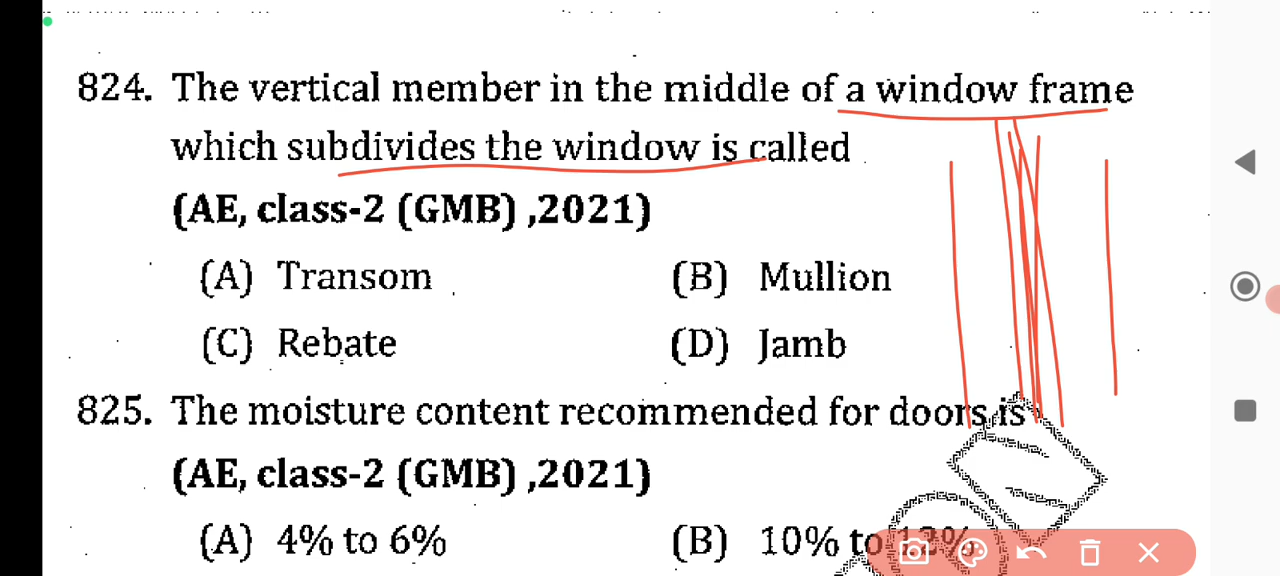 824. The vertical member in the middle of a window frame
which subdivides the window is called
(AE, class-2 (GMB) ,2021)
(A) Transom (B) Mullion
(C) Rebate (D) Jamb
825. The moisture content recommended for doors is
(AE, class-2 (GMB) ,2021)
(A) 4% to 6% (B) 10% to 12%